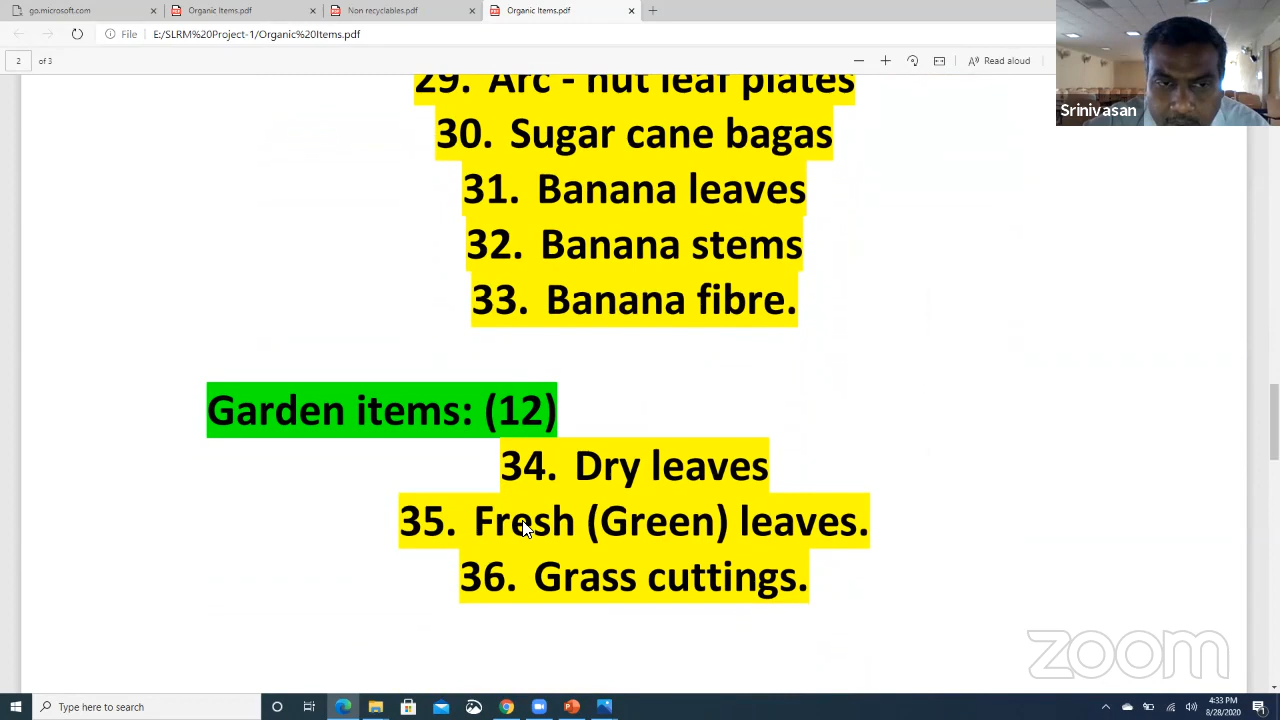 go.microsoft.com
Organic Items.pdf
Non recyclables.pdf
Organic Items.pdf
File
E:/SLRM%20Project-1/Organic%20Items.pdf
2 of 3
Read aloud
Srinivasan
29. Arc - nut leaf plates
30. Sugar cane bagas
31. Banana leaves
32. Banana stems
33. Banana fibre.
Garden items: (12)
34. Dry leaves
35. Fresh (Green) leaves.
36. Grass cuttings.
zoom
Type here to search
4:33 PM
8/28/2020